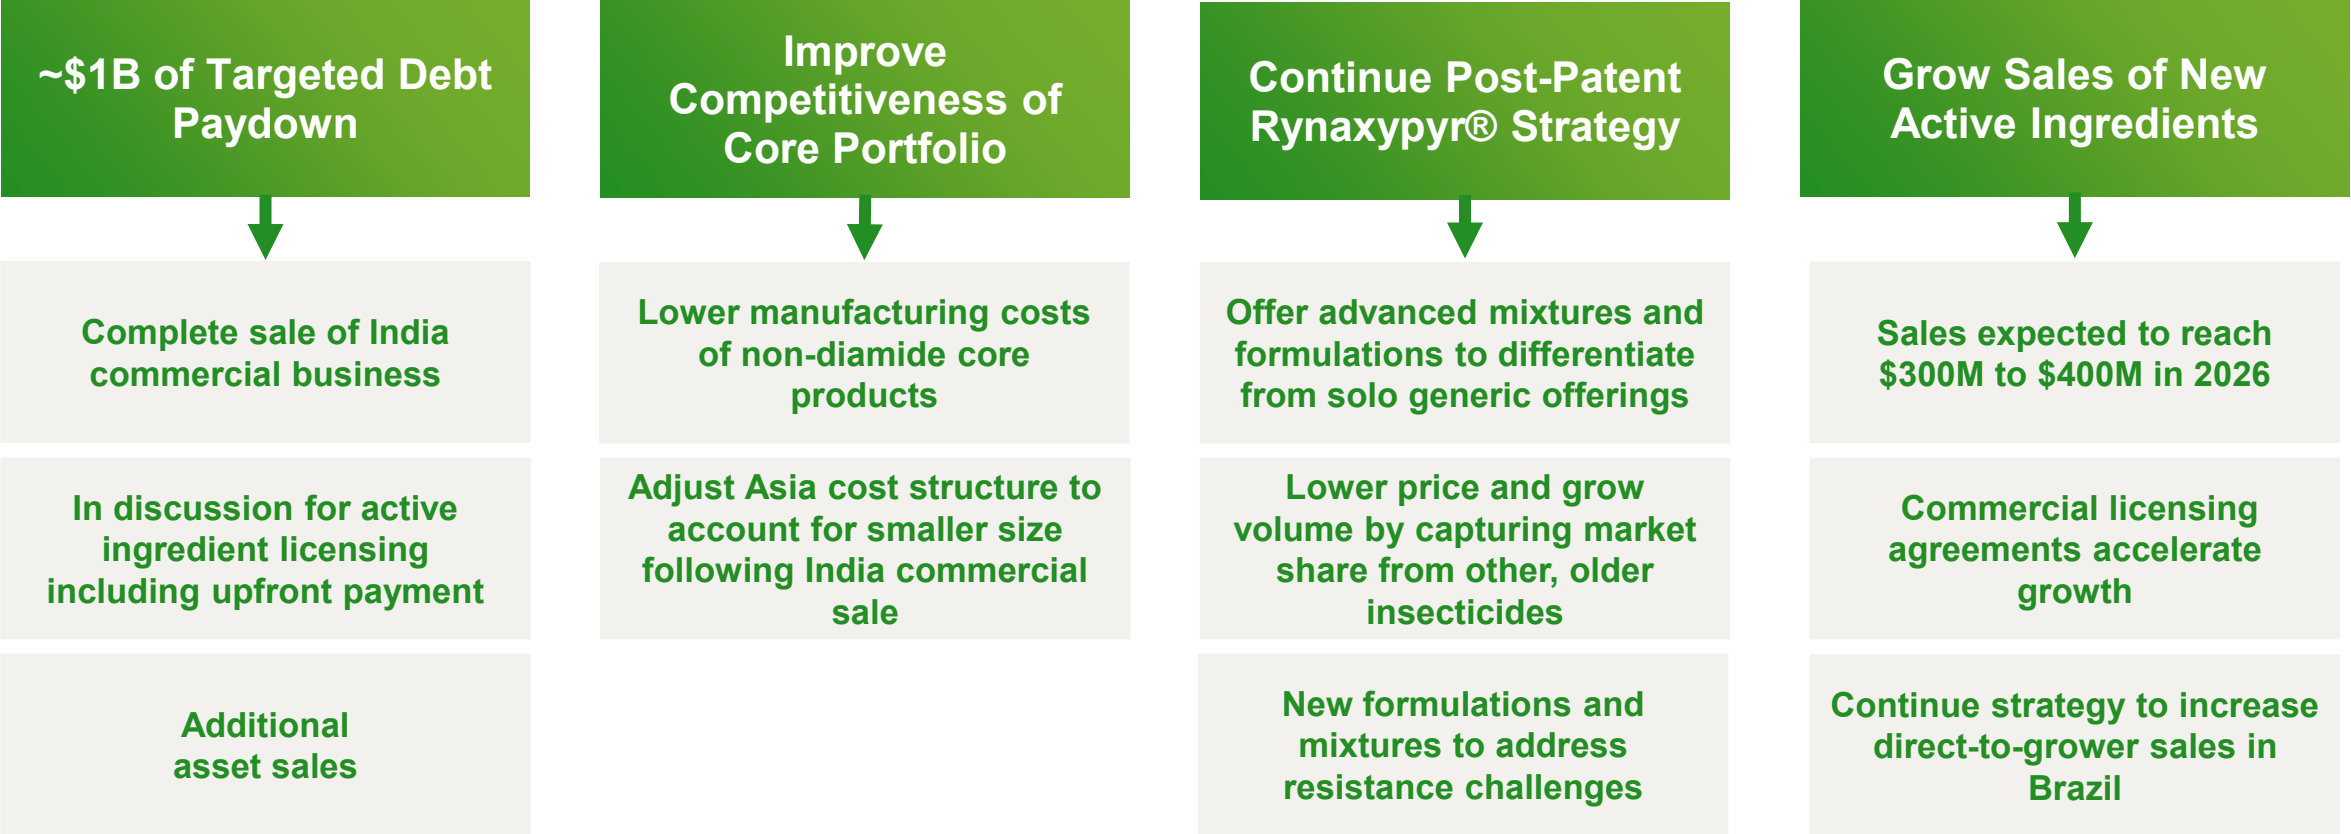 ~$1B of Targeted Debt
Paydown
Complete sale of India
commercial business
In discussion for active
ingredient licensing
including upfront payment
Additional
asset sales
Improve
Competitiveness of
Core Portfolio
Lower manufacturing costs
of non-diamide core
products
Adjust Asia cost structure to
account for smaller size
following India commercial
sale
Continue Post-Patent
Rynaxypyr® Strategy
Offer advanced mixtures and
formulations to differentiate
from solo generic offerings
Lower price and grow
volume by capturing market
share from other, older
insecticides
New formulations and
mixtures to address
resistance challenges
Grow Sales of New
Active Ingredients
Sales expected to reach
$300M to $400M in 2026
Commercial licensing
agreements accelerate
growth
Continue strategy to increase
direct-to-grower sales in
Brazil